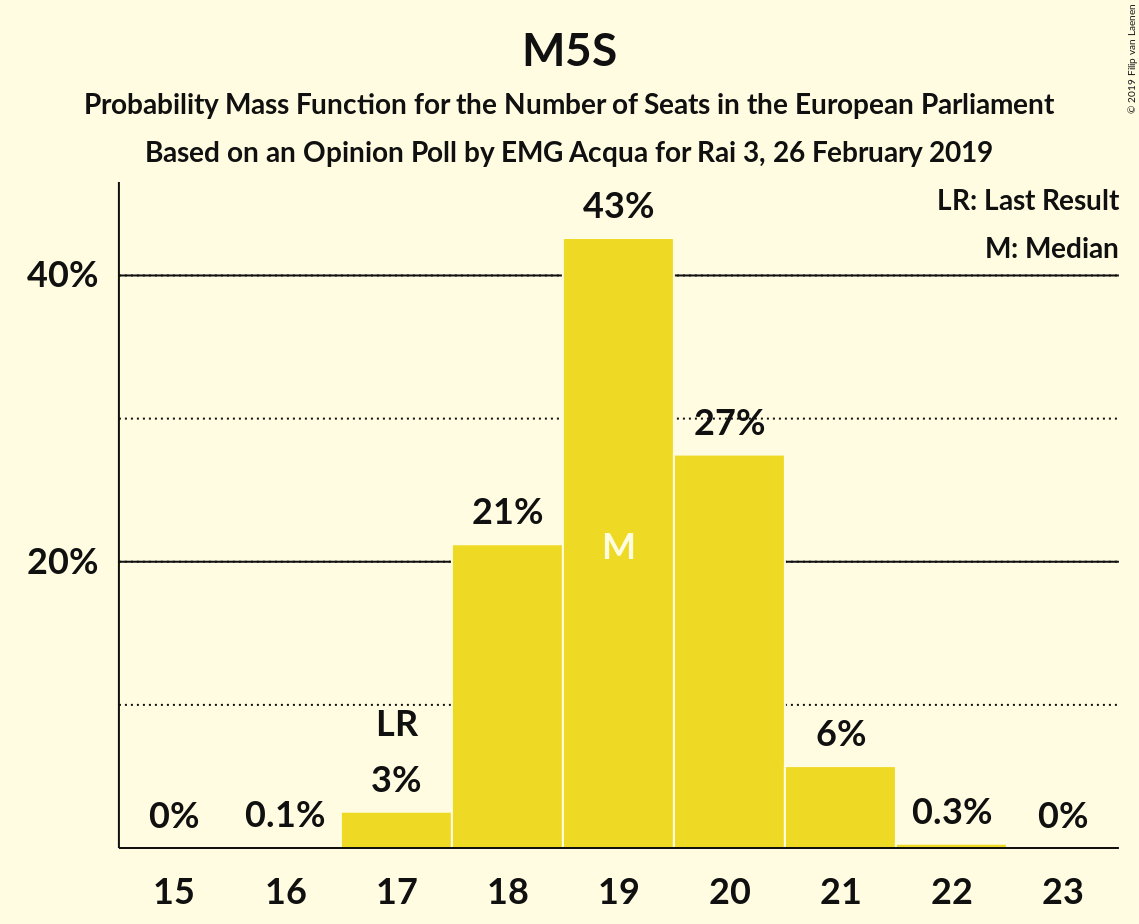 M5S
Probability Mass Function for the Number of Seats in the European Parliament
Based on an Opinion Poll by EMG Acqua for Rai 3, 26 February 2019
© 2019 Filip van Laenen
LR: Last Result
M: Median
43%
40%
27%
21%
M
20%
LR
6%
3%
0% 0.1% 0.3% 0%
15 16 17 18 19 20 21 22 23